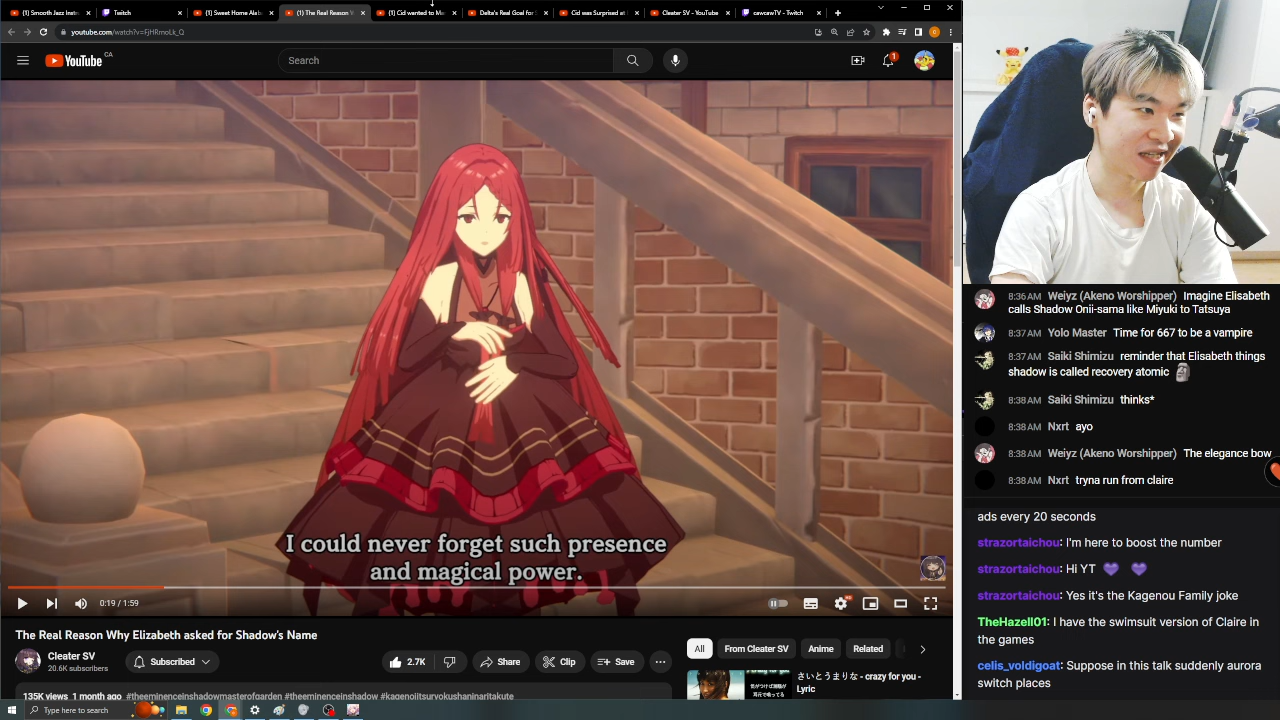 (1) Smooth Jazz Instr
Twitch
(1) Sweet Home Alab
(1) The Real Reason
(1) Cid wanted to Ma
Delta's Real Goal for
Cid was Surprised at
Cleater SV - YouTube
cawcawTV - Twitch
youtube.com/watch?v=FjHRmoLk_Q
YouTube CA
Search
1
I could never forget such presence
and magical power.
0:19 / 1:59
The Real Reason Why Elizabeth asked for Shadow's Name
Cleater SV
20.6K subscribers
Subscribed
2.7K
Share
Clip
Save
135K views 1 month ago #theeminenceinshadowmasterofgarden #theeminenceinshadow #kagenoijtsuryokushaninaritakute
All
From Cleater SV
Anime
Related
さいとうまりな - crazy for you -
Lyric
Type here to search
8:36 AM Weiyz (Akeno Worshipper) Imagine Elisabeth
calls Shadow Onii-sama like Miyuki to Tatsuya
8:37 AM Yolo Master Time for 667 to be a vampire
8:37 AM Saiki Shimizu reminder that Elisabeth things
shadow is called recovery atomic
8:38 AM Saiki Shimizu thinks*
8:38 AM Nxrt ayo
8:38 AM Weiyz (Akeno Worshipper) The elegance bow
8:38 AM Nxrt tryna run from claire
ads every 20 seconds
strazortaichou: I'm here to boost the number
strazortaichou: Hi YT
strazortaichou: Yes it's the Kagenou Family joke
TheHazell01: I have the swimsuit version of Claire in
the games
celis_voldigoat: Suppose in this talk suddenly aurora
switch places